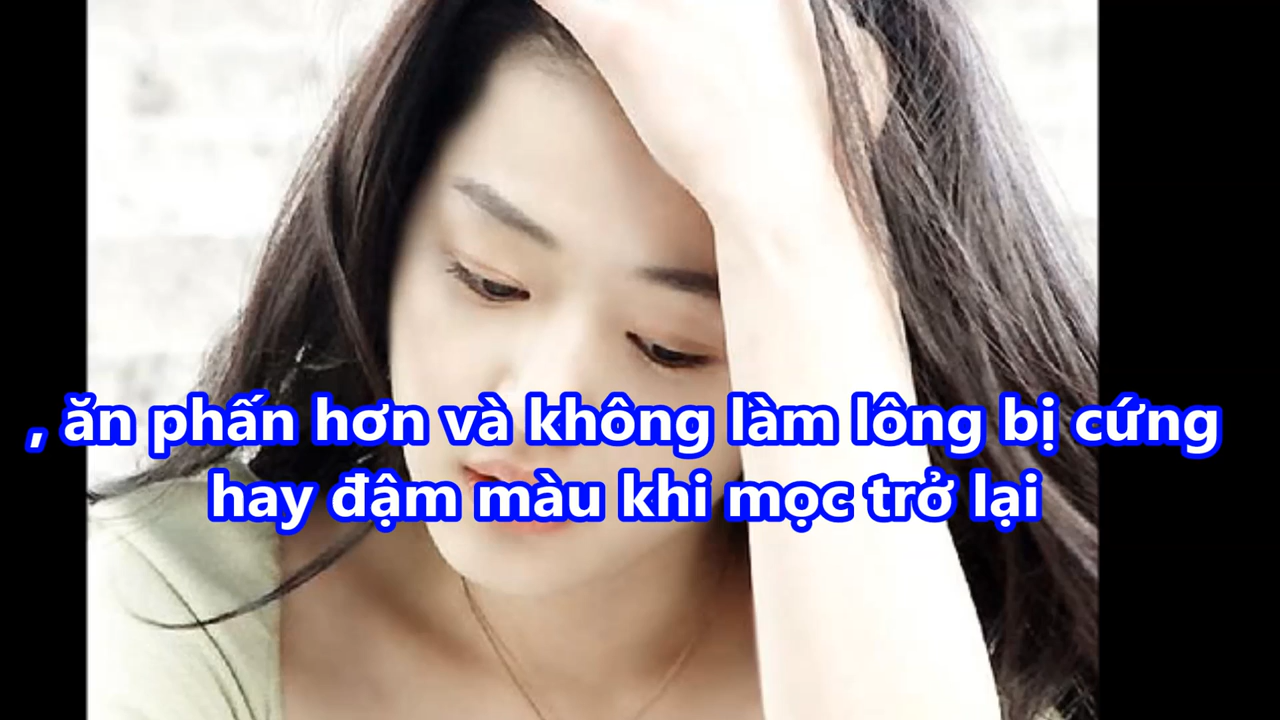 , ăn phấn hơn và không làm lông bị cứng
hay đậm màu khi mọc trở lại